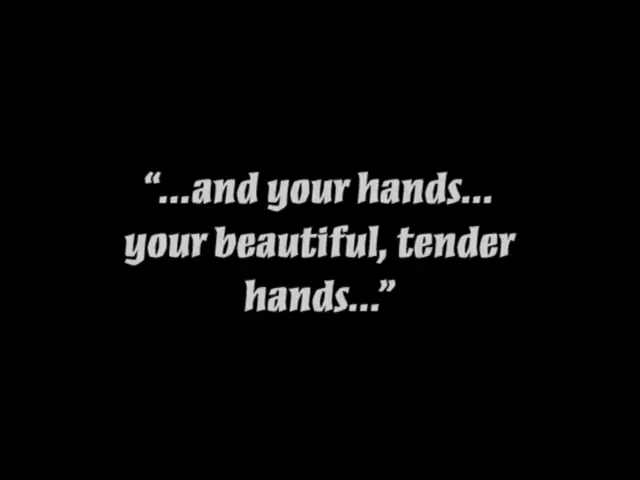 “...and your hands...
your beautiful, tender
hands...”